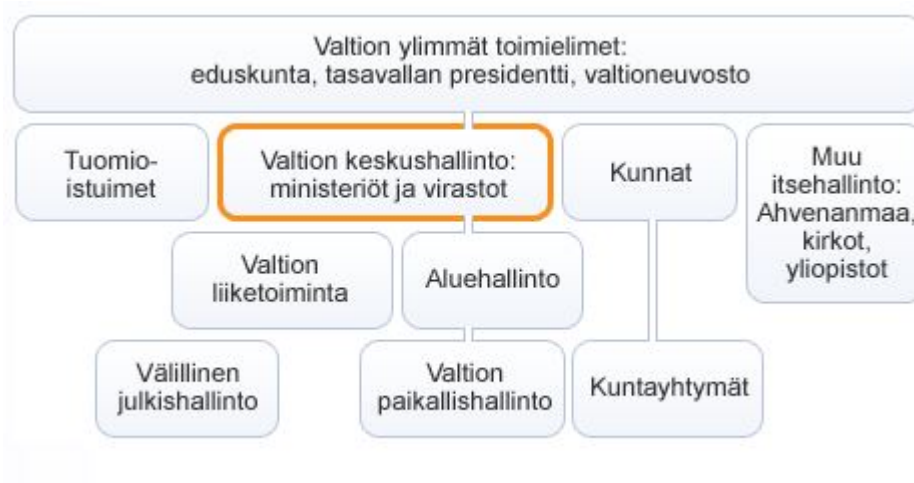 Valtion ylimmät toimielimet:
eduskunta, tasavallan presidentti, valtioneuvosto
Tuomio-
istuimet
Valtion keskushallinto:
ministeriöt ja virastot
Kunnat
Muu
itsehallinto:
Ahvenanmaa,
kirkot,
yliopistot
Valtion
liiketoiminta
Aluehallinto
Välillinen
julkishallinto
Valtion
paikallishallinto
Kuntayhtymät